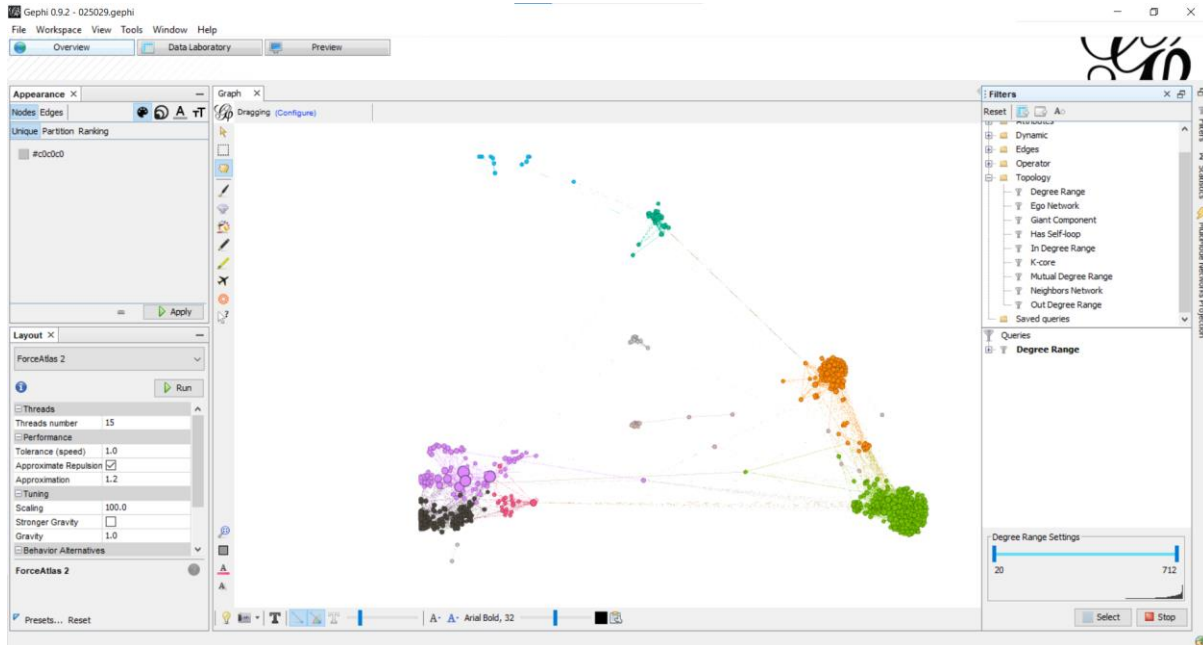 Gephi 0.9.2 - 025029.gephi
File Workspace View Tools Window Help
Overview Data Laboratory Preview
Appearance
Nodes Edges
Unique Partition Ranking
#c0c0c0
Apply
Layout
ForceAtlas 2
Run
Threads
Threads number 15
Performance
Tolerance (speed) 1.0
Approximate Repulsion
Approximation 1.2
Tuning
Scaling 100.0
Stronger Gravity
Gravity 1.0
Behavior Alternatives
ForceAtlas 2
Presets... Reset
Graph
Dragging (Configure)
Arial Bold, 32
Filters
Reset
Attributes
Dynamic
Edges
Operator
Topology
Degree Range
Ego Network
Giant Component
Has Self-loop
In Degree Range
K-core
Mutual Degree Range
Neighbors Network
Out Degree Range
Saved queries
Queries
Degree Range
Degree Range Settings
20 712
Select Stop
Filters
Statistics